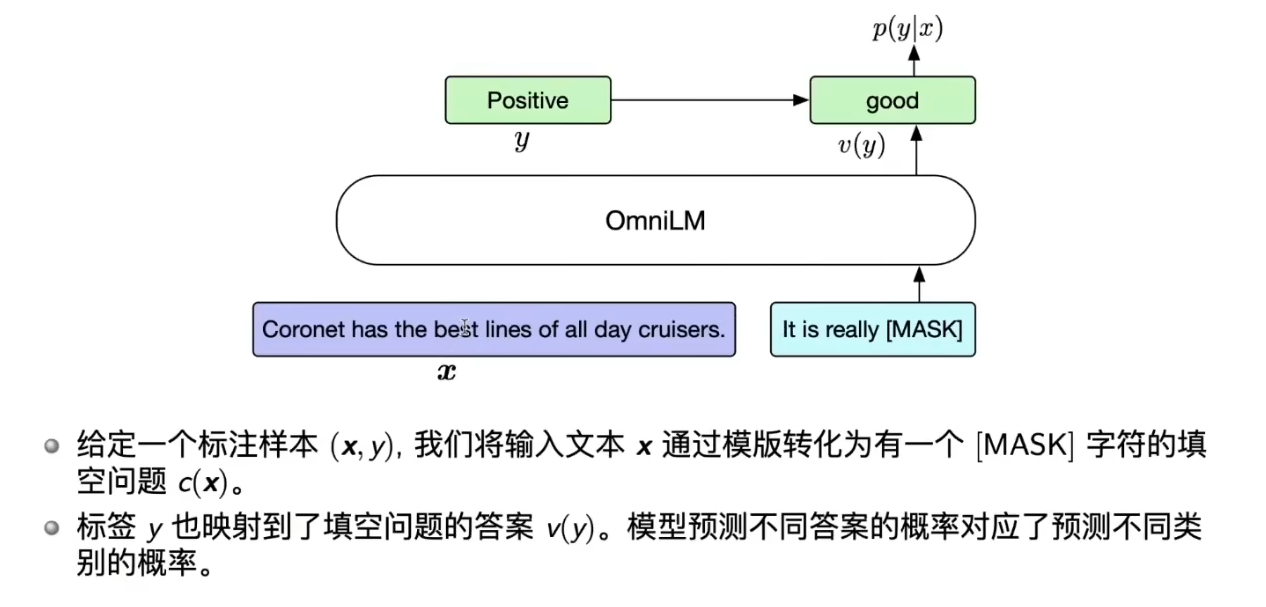 p(y|x)
Positive
good
y
v(y)
OmniLM
Coronet has the best lines of all day cruisers.
It is really [MASK]
x
给定一个标注样本 (x, y), 我们将输入文本 x 通过模版转化为有一个 [MASK] 字符的填
空问题 c(x)。
标签 y 也映射到了填空问题的答案 v(y)。模型预测不同答案的概率对应了预测不同类
别的概率。